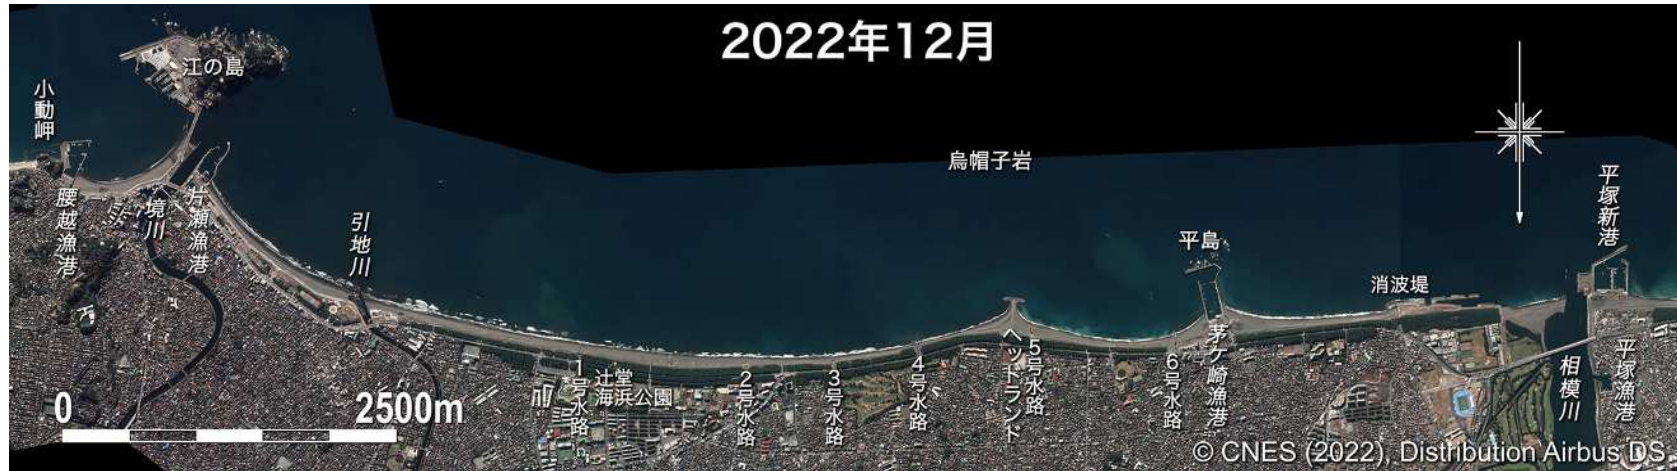 2022年12月
江の島
小動岬
烏帽子岩
腰越漁港
境川
片瀬漁港
引地川
平島
消波堤
平塚新港
0 2500m
1号水路
辻堂
海浜公園
2号水路
3号水路
4号水路
ヘッドランド
5号水路
6号水路
茅ケ崎漁港
相模川
平塚漁港
© CNES (2022), Distribution Airbus DS.